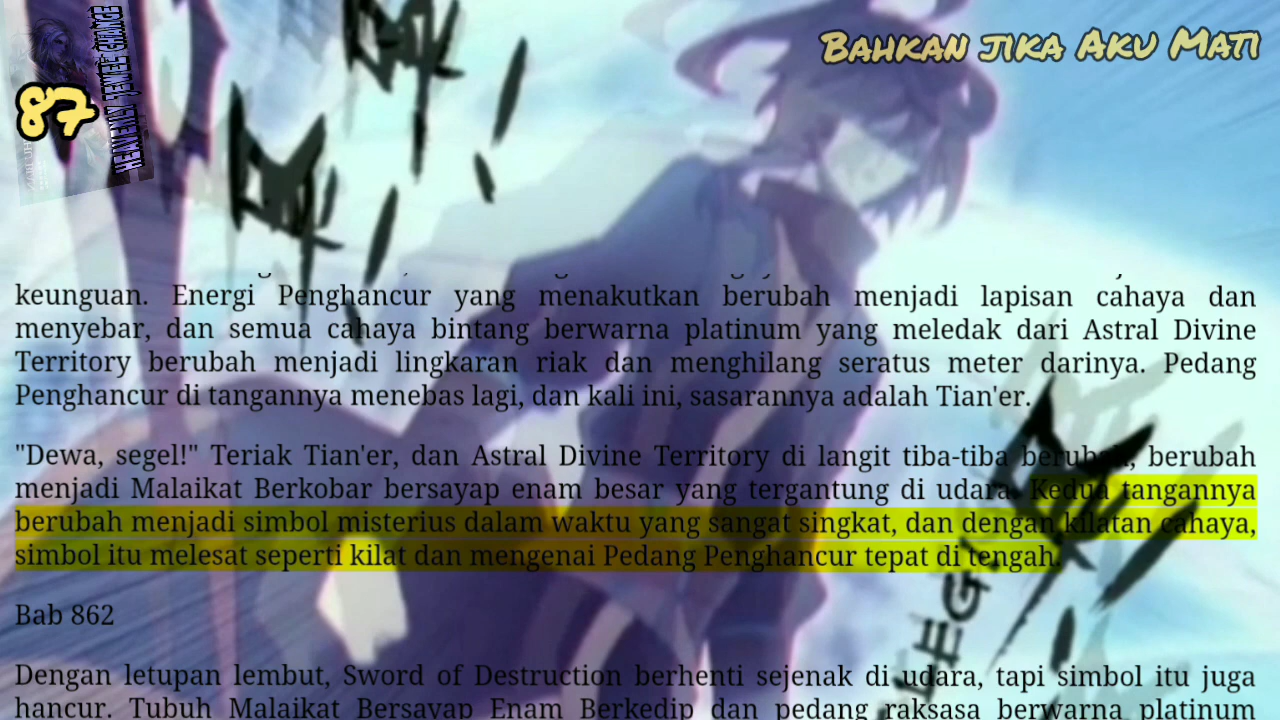 87
HEAVENLY JEWEL CHANGE
BAHKAN JIKA AKU MATI
keunguan. Energi Penghancur yang menakutkan berubah menjadi lapisan cahaya dan
menyebar, dan semua cahaya bintang berwarna platinum yang meledak dari Astral Divine
Territory berubah menjadi lingkaran riak dan menghilang seratus meter darinya. Pedang
Penghancur di tangannya menebas lagi, dan kali ini, sasarannya adalah Tian'er.
"Dewa, segel!" Teriak Tian'er, dan Astral Divine Territory di langit tiba-tiba berubah, berubah
menjadi Malaikat Berkobar bersayap enam besar yang tergantung di udara. Kedua tangannya
berubah menjadi simbol misterius dalam waktu yang sangat singkat, dan dengan kilatan cahaya,
simbol itu melesat seperti kilat dan mengenai Pedang Penghancur tepat di tengah.
Bab 862
Dengan letupan lembut, Sword of Destruction berhenti sejenak di udara, tapi simbol itu juga
hancur. Tubuh Malaikat Bersayap Enam Berkedip dan pedang raksasa berwarna platinum